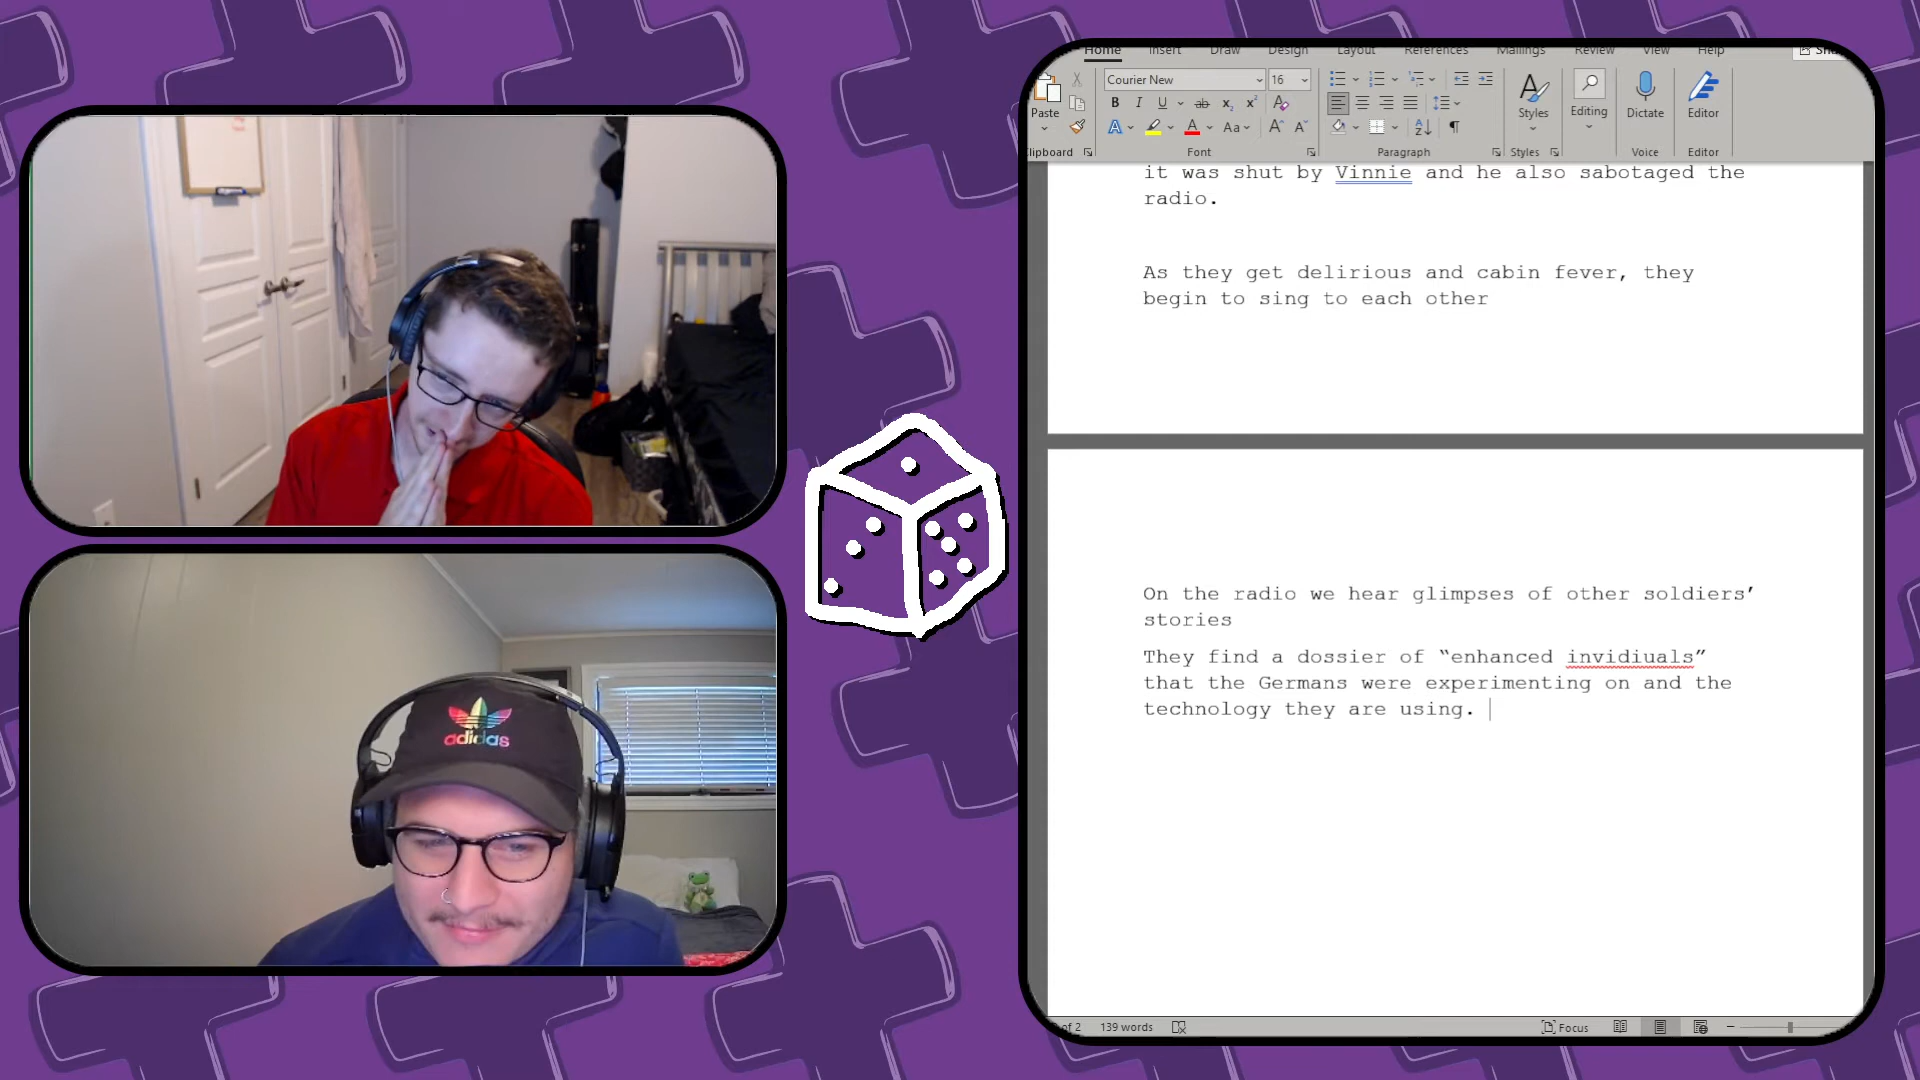 adidas
Home Insert Draw Design Layout References Mailings Review View Help
Courier New 16
Paste
Styles
Editing
Dictate
Editor
Font
Paragraph
Styles
Voice
Editor
it was shut by Vinnie and he also sabotaged the
radio.
As they get delirious and cabin fever, they
begin to sing to each other
On the radio we hear glimpses of other soldiers’
stories
They find a dossier of “enhanced invidiuals”
that the Germans were experimenting on and the
technology they are using.
of 2 139 words
Focus